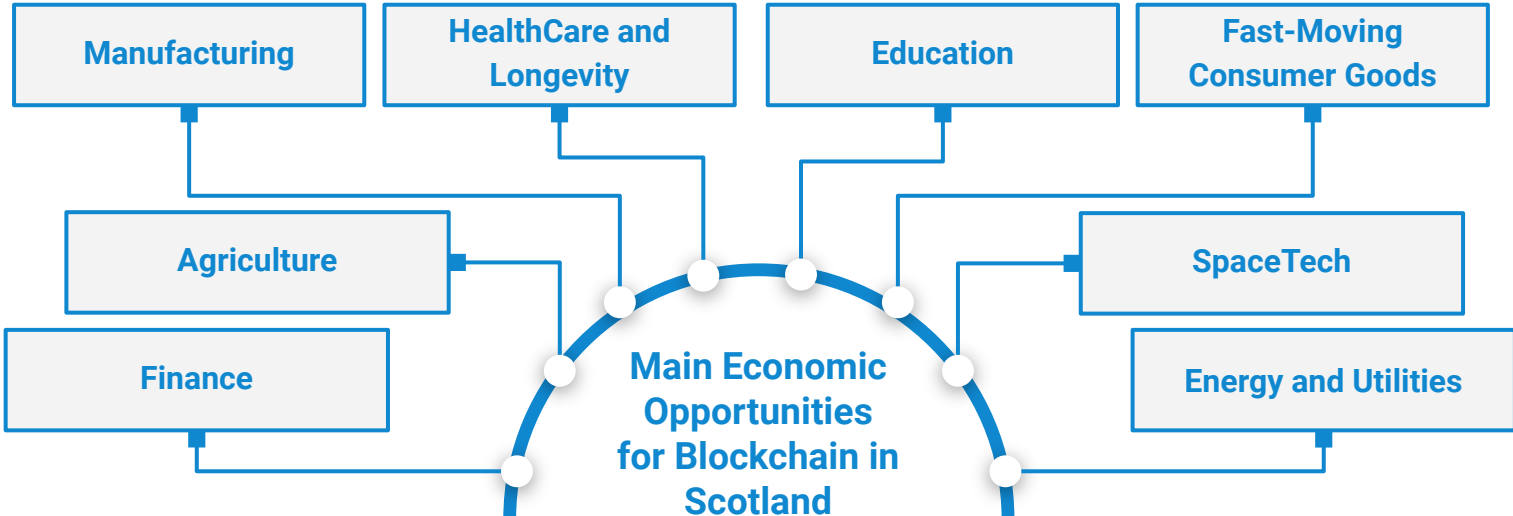 Manufacturing
HealthCare and
Longevity
Education
Fast-Moving
Consumer Goods
Agriculture
SpaceTech
Finance
Energy and Utilities
Main Economic
Opportunities
for Blockchain in
Scotland